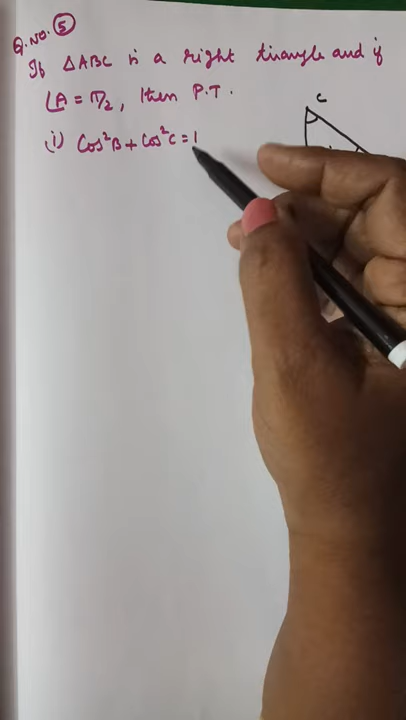 Q.No. 5
If ΔABC is a right triangle and if
∠A = π/2, then P.T.
(i) Cos²B + Cos²C = 1
C